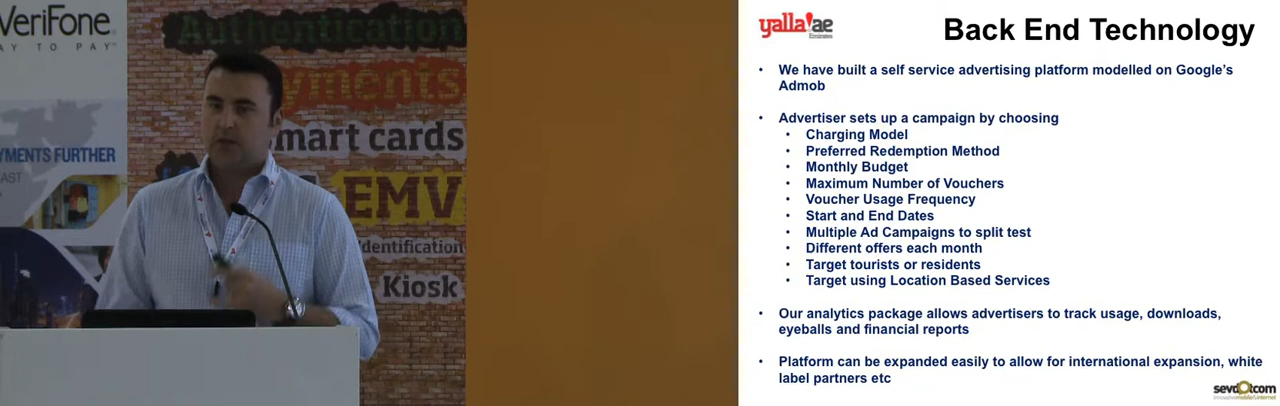 VeriFone
AY TO PAY
YMENTS FURTHER
EAST
Authentication
yments
mart cards
EMV
Identification
Kiosk
yalla!ae
Emirates
Back End Technology
• We have built a self service advertising platform modelled on Google's
Admob
• Advertiser sets up a campaign by choosing
• Charging Model
• Preferred Redemption Method
• Monthly Budget
• Maximum Number of Vouchers
• Voucher Usage Frequency
• Start and End Dates
• Multiple Ad Campaigns to split test
• Different offers each month
• Target tourists or residents
• Target using Location Based Services
• Our analytics package allows advertisers to track usage, downloads,
eyeballs and financial reports
• Platform can be expanded easily to allow for international expansion, white
label partners etc
sevdotcom